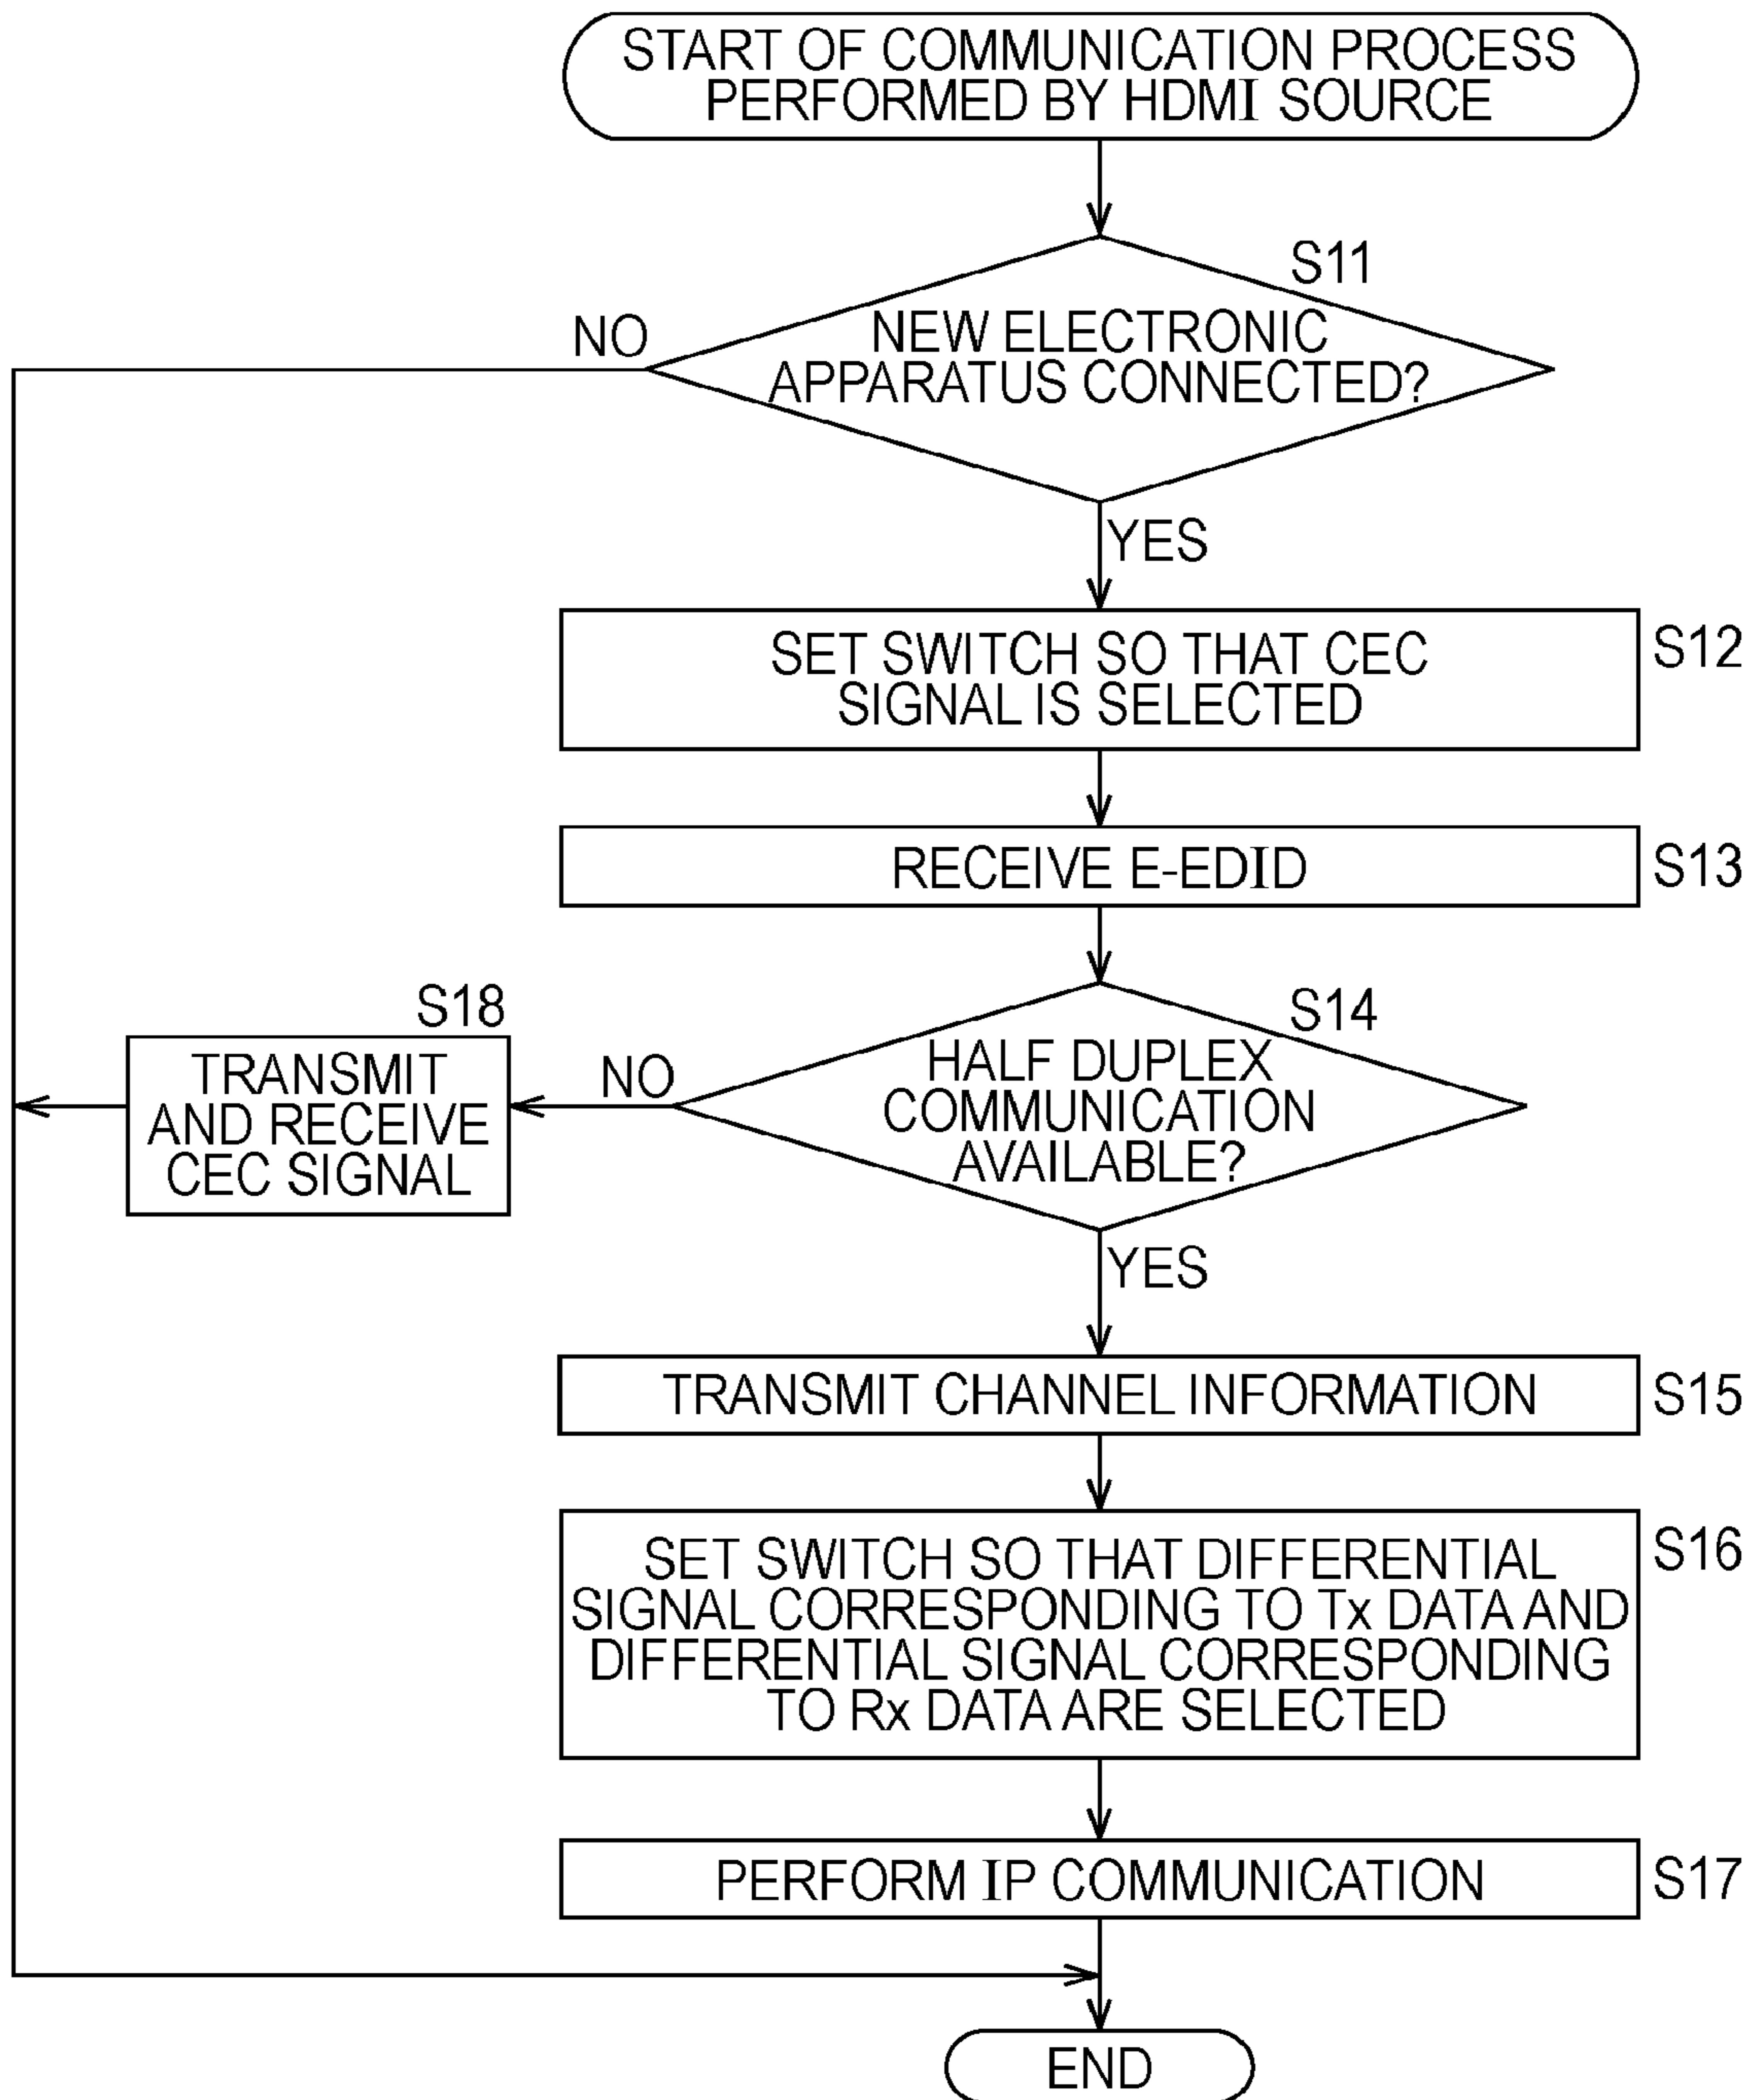 START OF COMMUNICATION PROCESS
PERFORMED BY HDMI SOURCE
S11
NO
NEW ELECTRONIC
APPARATUS CONNECTED?
YES
SET SWITCH SO THAT CEC
SIGNAL IS SELECTED
S12
RECEIVE E-EDID
S13
S18
TRANSMIT
AND RECEIVE
CEC SIGNAL
NO
S14
HALF DUPLEX
COMMUNICATION
AVAILABLE?
YES
TRANSMIT CHANNEL INFORMATION
S15
SET SWITCH SO THAT DIFFERENTIAL
SIGNAL CORRESPONDING TO Tx DATA AND
DIFFERENTIAL SIGNAL CORRESPONDING
TO Rx DATA ARE SELECTED
S16
PERFORM IP COMMUNICATION
S17
END